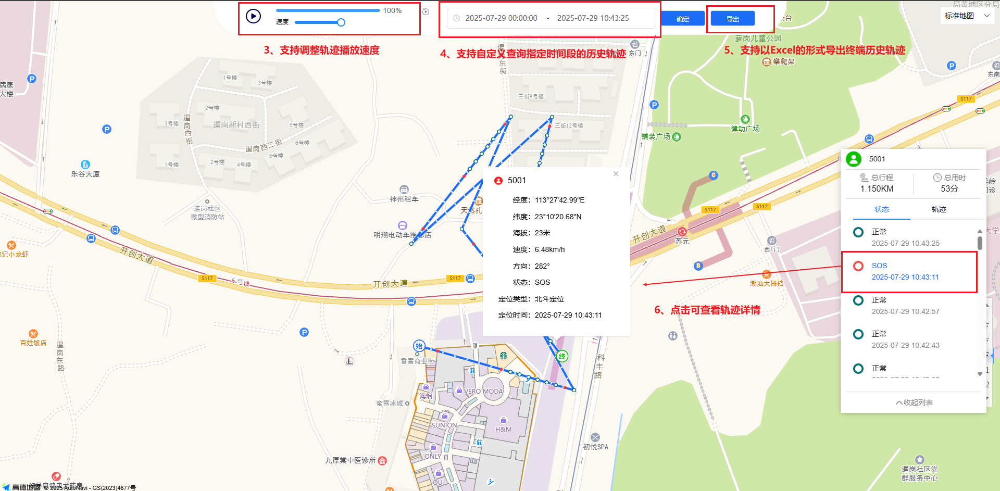 100%
速度
2025-07-29 00:00:00 ~ 2025-07-29 10:43:25
确定
导出
标准地图
3、支持调整轨迹播放速度
4、支持自定义查询指定时间段的历史轨迹
5、支持以Excel的形式导出终端历史轨迹
萝岗儿童公园
攀爬架
东门
东南
病康
大楼
1号楼
3号楼
2号楼
3号楼
暹岗新村西街
5号楼
8号楼
暹岗西二街
6号楼
1号楼
2号楼
4号楼
暹岗西街
三街9号楼
三街12号楼
S117
律动广场
铺装广场
乐谷大厦
神州租车
暹岗社区
微型消防站
明翔电动车维
店
开创大道
S117
6号线
开创大道
S117
S117
S117
开创大道
苏元
西1门
潮汕大排档
6、点击可查看轨迹详情
5001
经度：113°27'42.99"E
纬度：23°10'20.68"N
海拔：23米
速度：6.48km/h
方向：282°
状态：SOS
定位类型：北斗定位
定位时间：2025-07-29 10:43:11
5001
总行程
1.150KM
总用时
53分
状态
轨迹
正常
2025-07-29 10:43:25
SOS
2025-07-29 10:43:11
正常
2025-07-29 10:42:57
正常
2025-07-29 10:42:43
正常
收起列表
百姓饭店
暹岗东路
始
终
香雪商业街
科丰路
海烟
VERO MODA
蜜雪冰城
SUNION
H&M
ONLY
OU.
初悦SPA
九厚棠中医诊所
暹岗社区党
群服务中心
高德地图 © 2025 AutoNavi - GS(2023)4677号